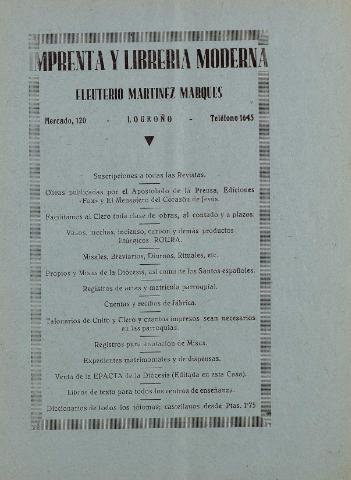 IMPRENTA Y LIBRERIA MODERNA
ELEUTERIO MARTINEZ MARQUES
Mercado, 120 - LOGROÑO - Teléfono 1645
Suscripciones a todas las Revistas.
Obras publicadas por el Apostolado de la Prensa, Ediciones
«Fax» y El Mensajero del Corazón de Jesús.
Facilitamos al Clero toda clase de obras, al contado y a plazos.
Velas, mechas, incienso, carbón y demás productos
litúrgicos ROURA.
Misales, Breviarios, Diurnos, Rituales, etc.
Propios y Misas de la Diócesis, así como de los Santos españoles.
Registros de actas y matrícula parroquial.
Cuentas y recibos de fábrica.
Talonarios de Culto y Clero y cuantos impresos sean necesarios
en las parroquias.
Registros para anotación de Misas.
Expedientes matrimoniales y de dispensas.
Venta de la EPACTA de la Diócesis (Editada en esta Casa).
Libros de texto para todos los centros de enseñanza.
Diccionarios de todos los idiomas; castellanos desde Ptas. 1'75